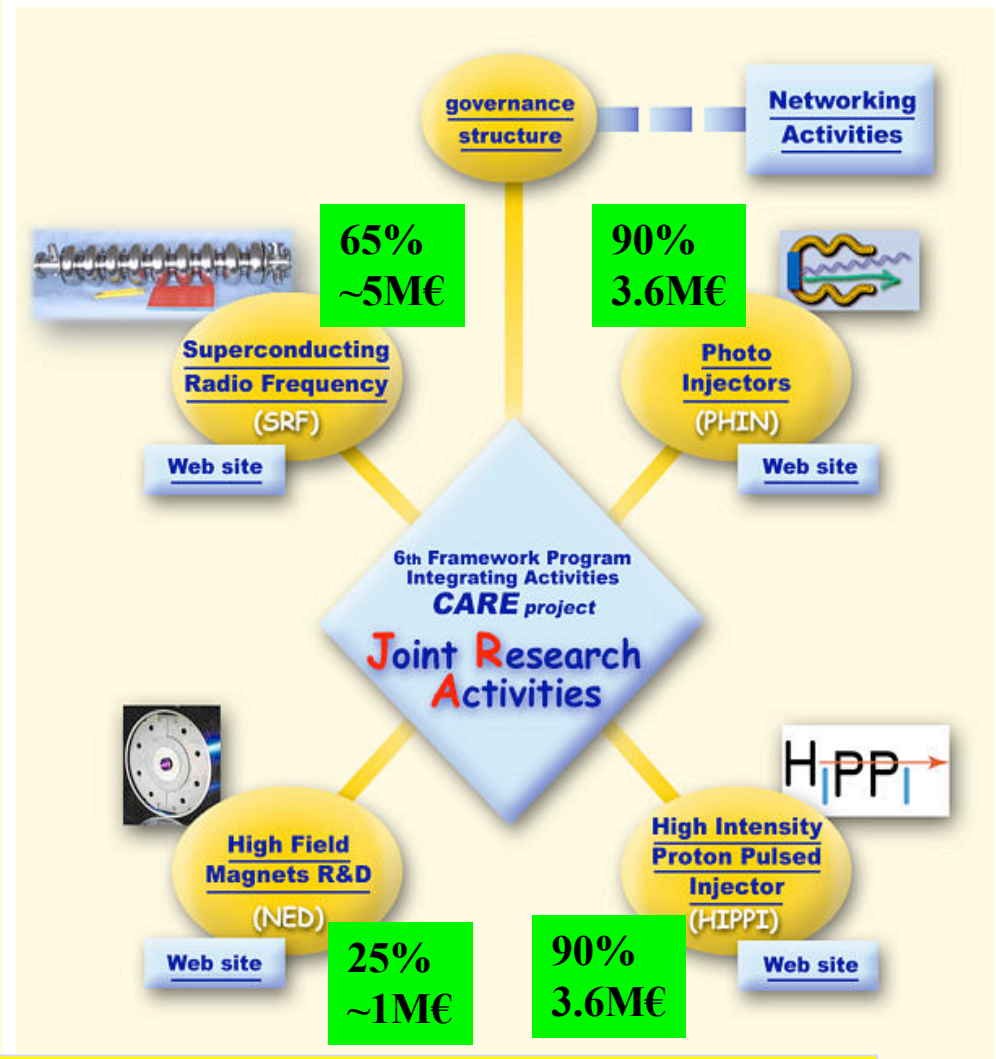 governance
structure
Networking
Activities
65%
~5M€
90%
3.6M€
Superconducting
Radio Frequency
(SRF)
Web site
Photo
Injectors
(PHIN)
Web site
6th Framework Program
Integrating Activities
CARE project
Joint Research
Activities
High Field
Magnets R&D
(NED)
Web site
25%
~1M€
HIPPI
High Intensity
Proton Pulsed
Injector
(HIPPI)
Web site
90%
3.6M€